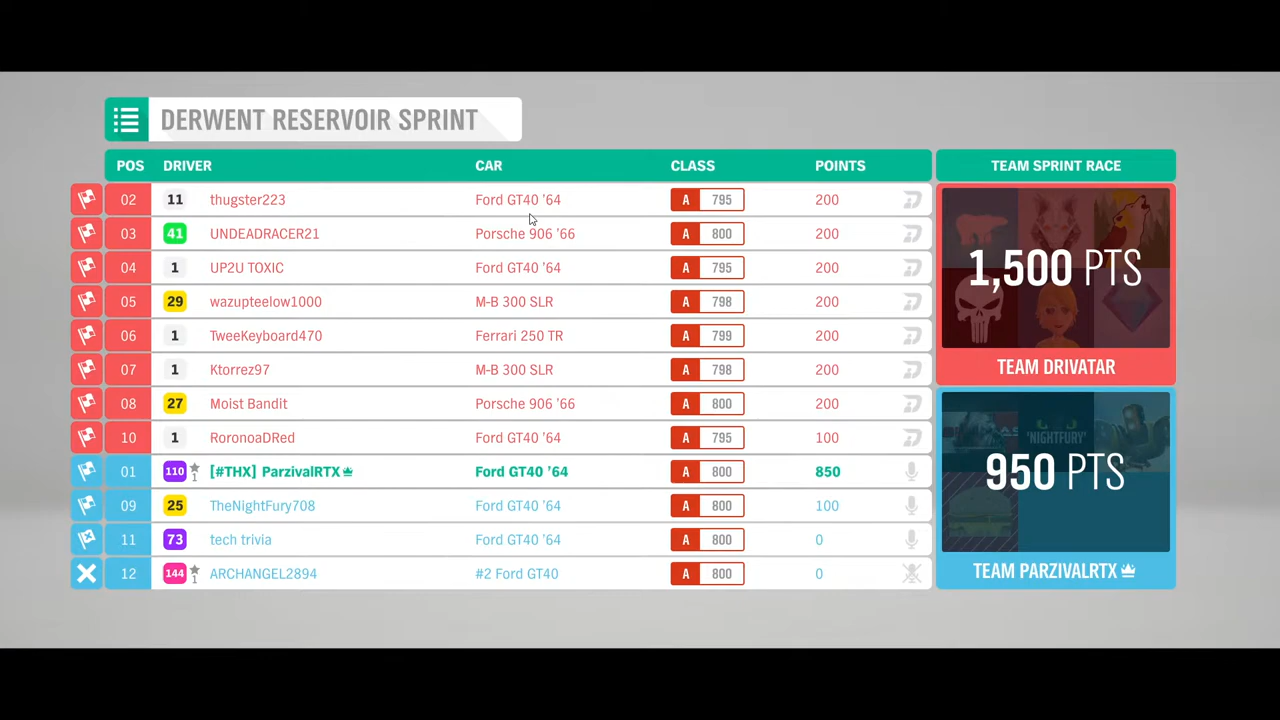 DERWENT RESERVOIR SPRINT
POS DRIVER CAR CLASS POINTS TEAM SPRINT RACE
02 11 thugster223 Ford GT40 '64 A 795 200
03 41 UNDEADRACER21 Porsche 906 '66 A 800 200
04 1 UP2U TOXIC Ford GT40 '64 A 795 200
05 29 wazupteelow1000 M-B 300 SLR A 798 200
06 1 TweeKeyboard470 Ferrari 250 TR A 799 200
07 1 Ktorrez97 M-B 300 SLR A 798 200
08 27 Moist Bandit Porsche 906 '66 A 800 200
10 1 RoronoaDRed Ford GT40 '64 A 795 100
01 110 1 [#THX] ParzivalRTX Ford GT40 '64 A 800 850
09 25 TheNightFury708 Ford GT40 '64 A 800 100
11 73 tech trivia Ford GT40 '64 A 800 0
12 144 1 ARCHANGEL2894 #2 Ford GT40 A 800 0
1,500 PTS
TEAM DRIVATAR
'NIGHTFURY'
950 PTS
TEAM PARZIVALRTX